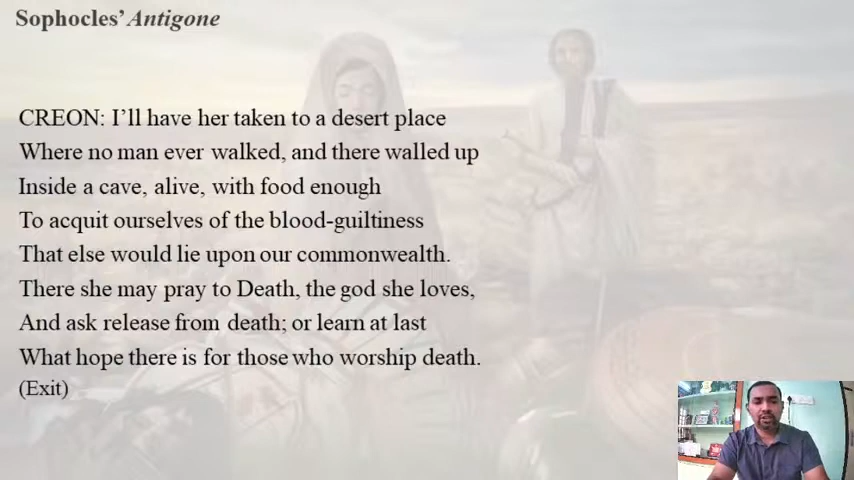 Sophocles’ Antigone
CREON: I’ll have her taken to a desert place
Where no man ever walked, and there walled up
Inside a cave, alive, with food enough
To acquit ourselves of the blood-guiltiness
That else would lie upon our commonwealth.
There she may pray to Death, the god she loves,
And ask release from death; or learn at last
What hope there is for those who worship death.
(Exit)